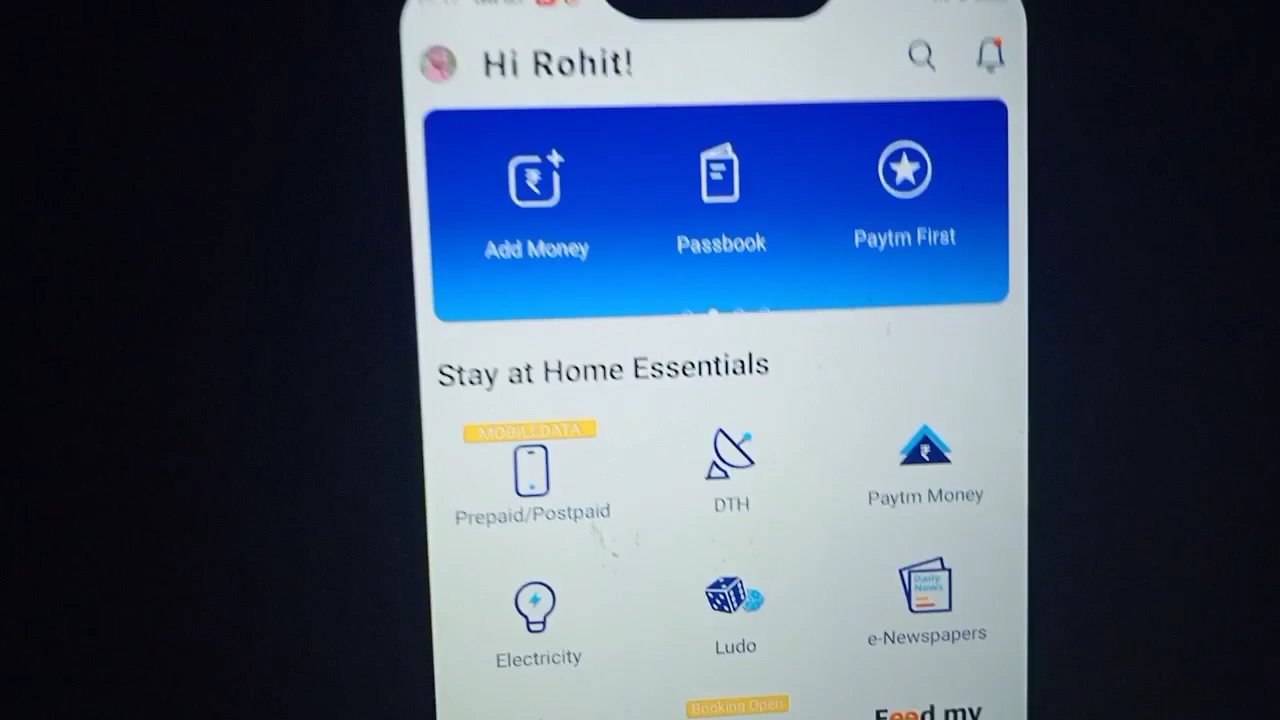 Hi Rohit!
Add Money
Passbook
Paytm First
Stay at Home Essentials
MOBILE DATA
Prepaid/Postpaid
DTH
Paytm Money
Electricity
Ludo
Daily
News
e-Newspapers
Booking Open
Feed my